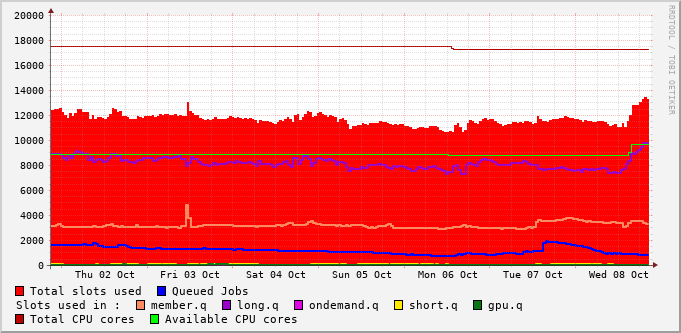 20000
18000
16000
14000
12000
10000
8000
6000
4000
2000
0
Thu 02 Oct Fri 03 Oct Sat 04 Oct Sun 05 Oct Mon 06 Oct Tue 07 Oct Wed 08 Oct
RRDTOOL / TOBI OETIKER
Total slots used Queued Jobs
Slots used in : member.q long.q ondemand.q short.q gpu.q
Total CPU cores Available CPU cores